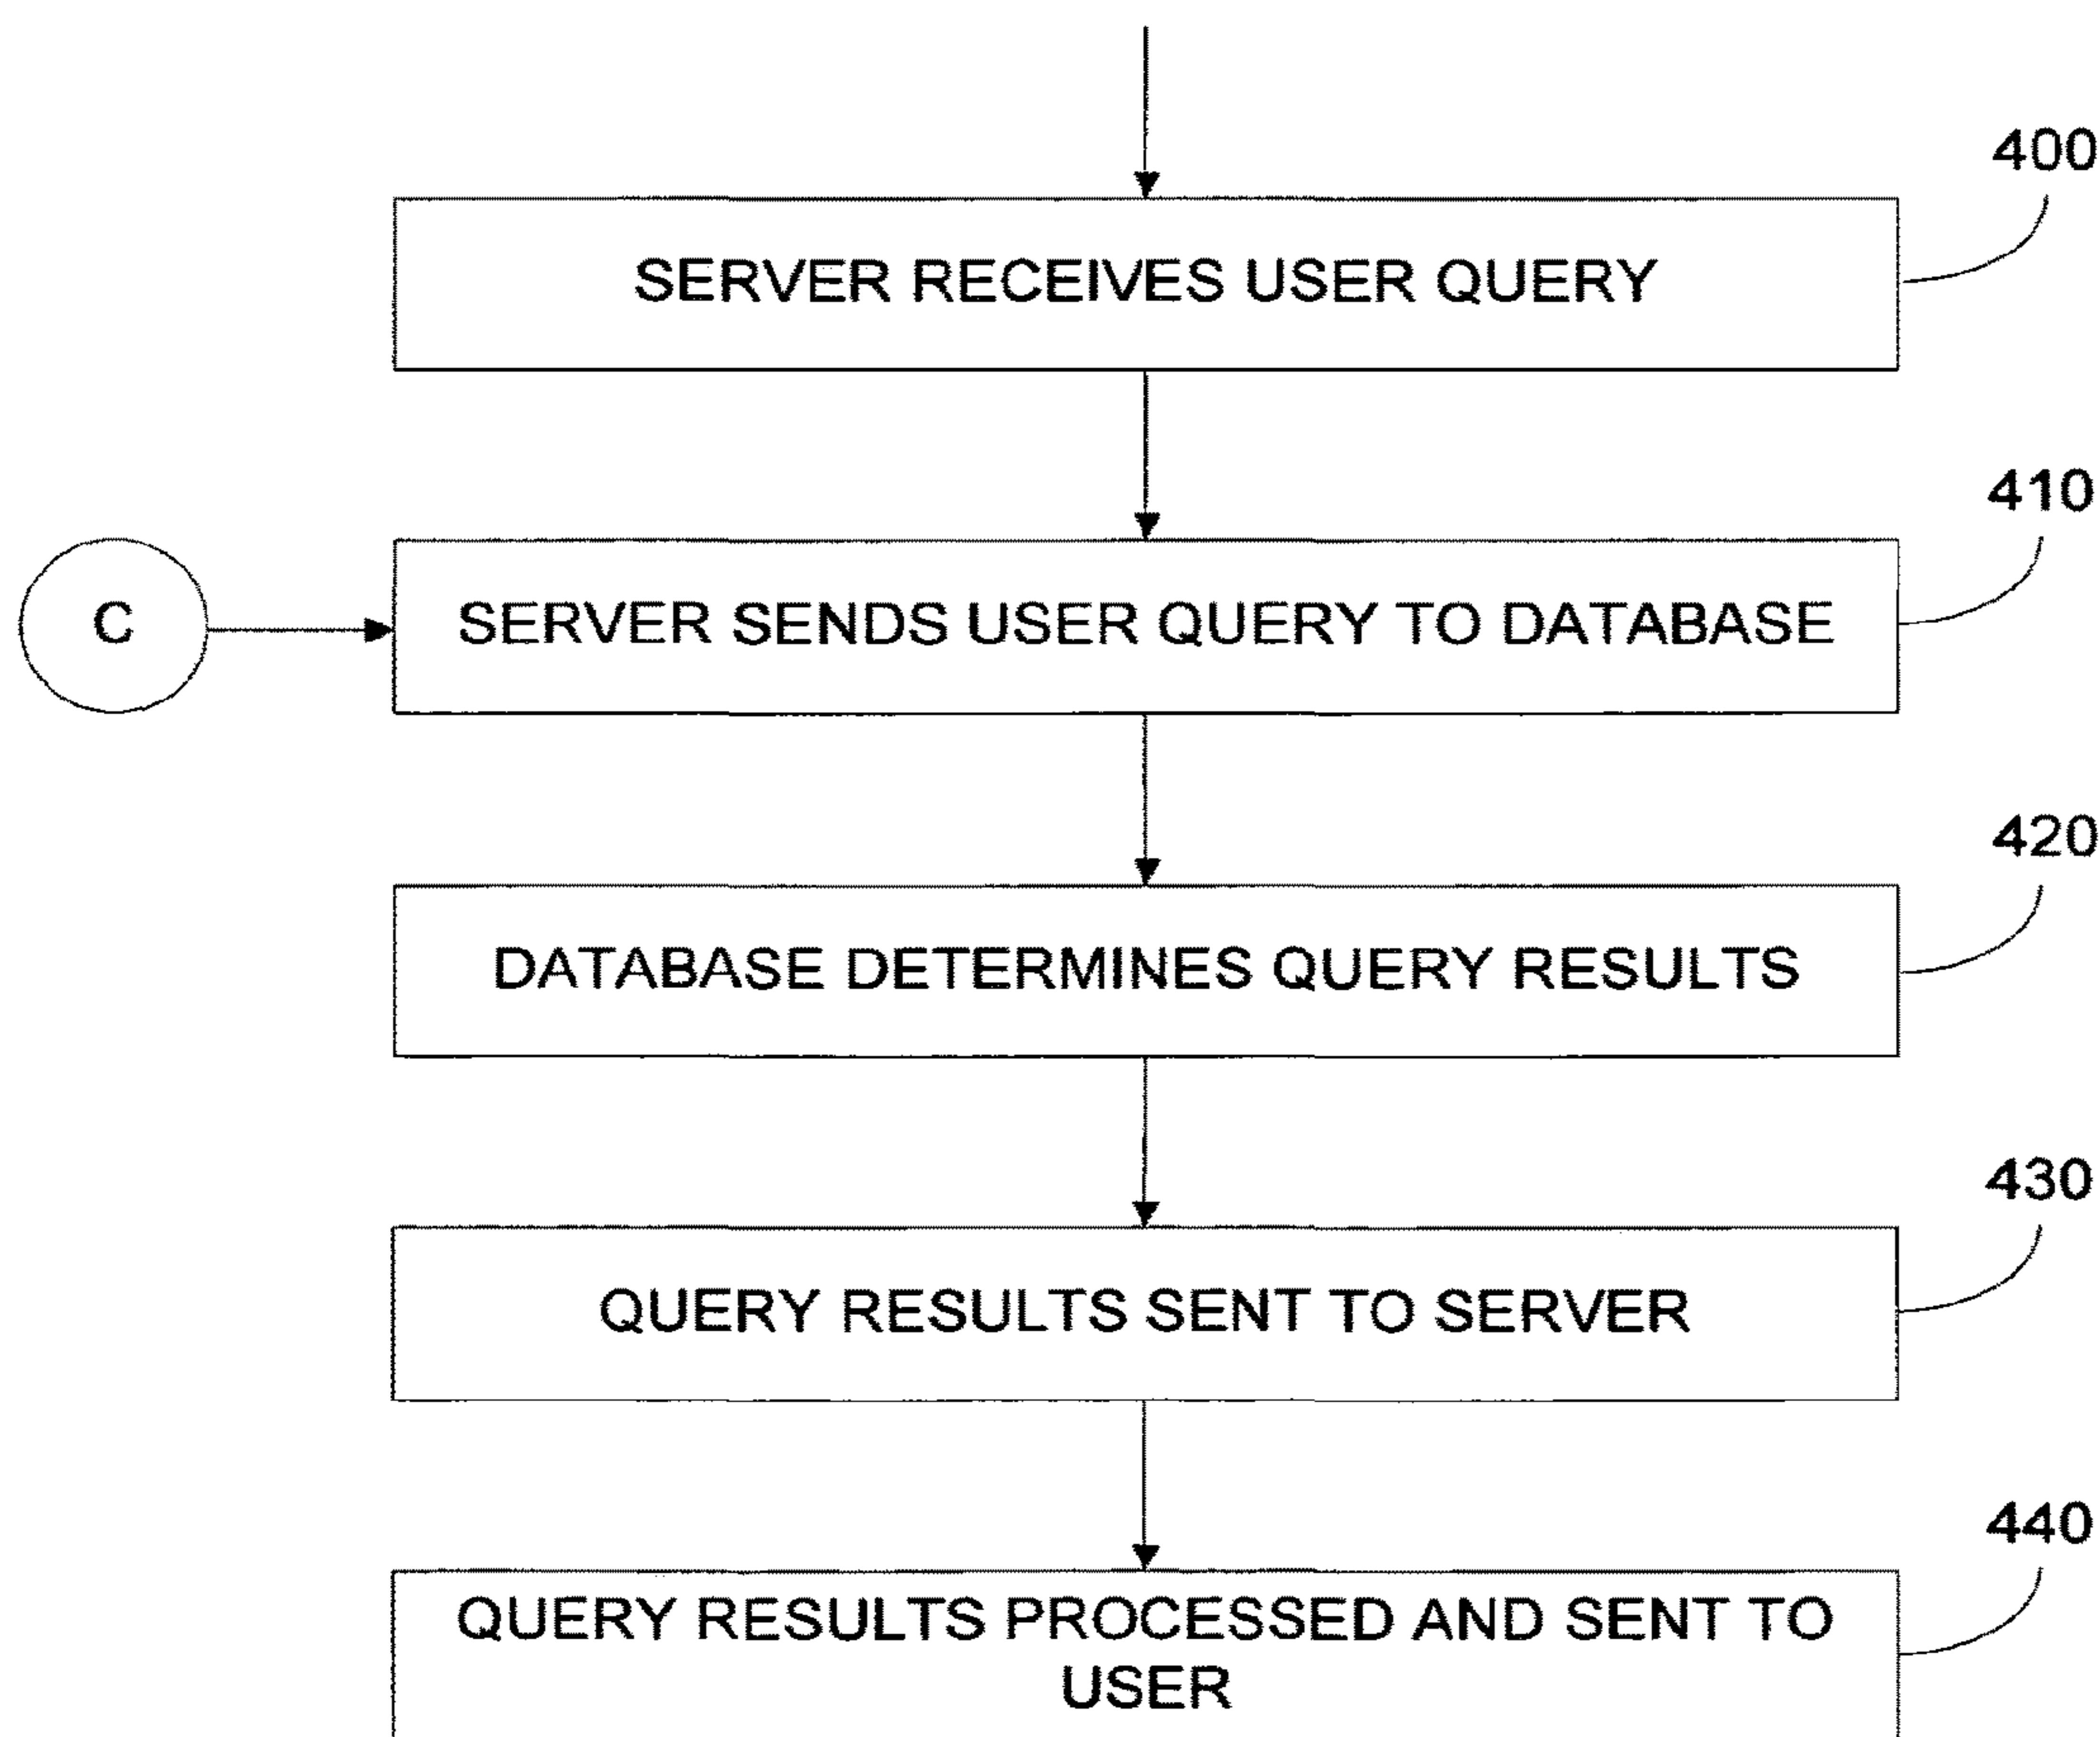 400
SERVER RECEIVES USER QUERY
410
C
SERVER SENDS USER QUERY TO DATABASE
420
DATABASE DETERMINES QUERY RESULTS
430
QUERY RESULTS SENT TO SERVER
440
QUERY RESULTS PROCESSED AND SENT TO
USER